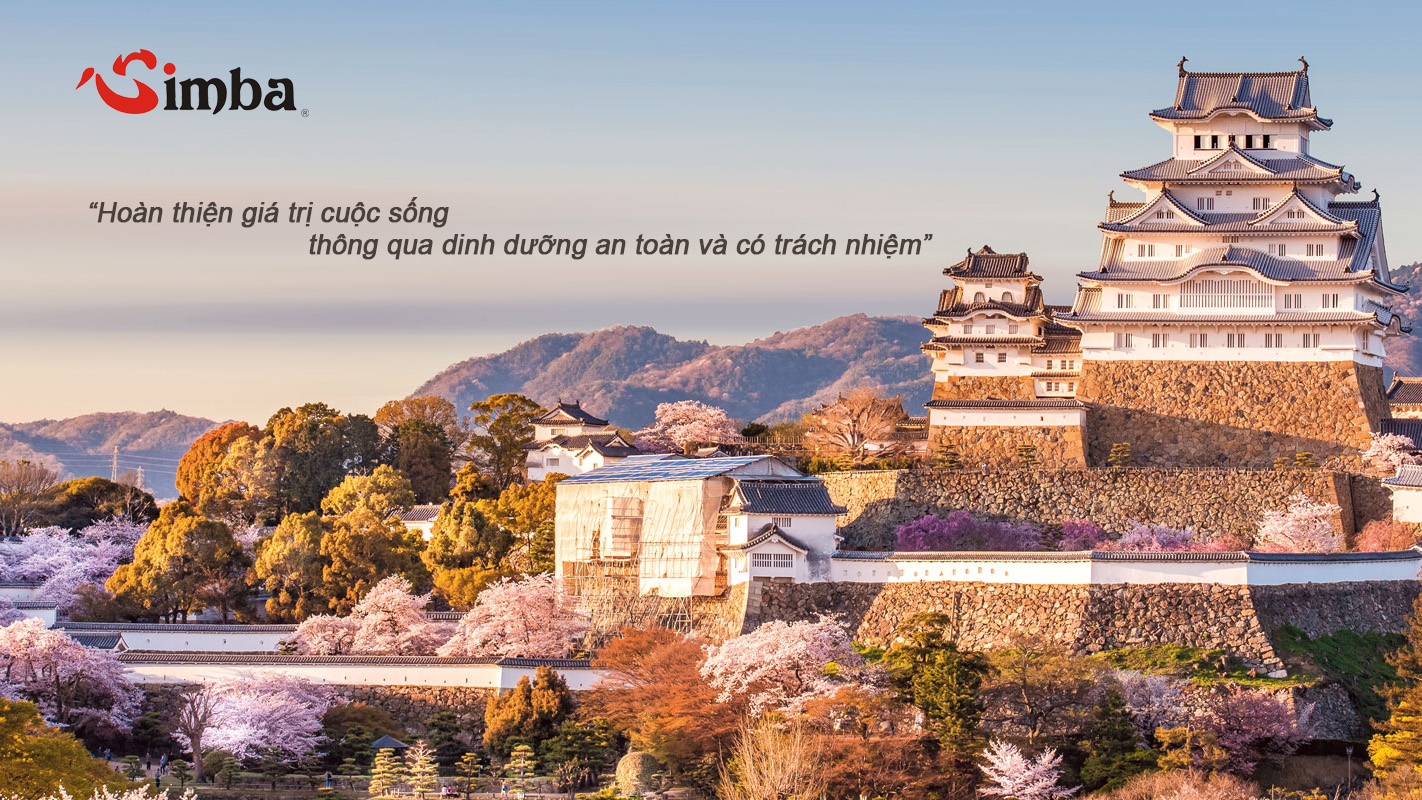 Simba®
“Hoàn thiện giá trị cuộc sống
thông qua dinh dưỡng an toàn và có trách nhiệm”